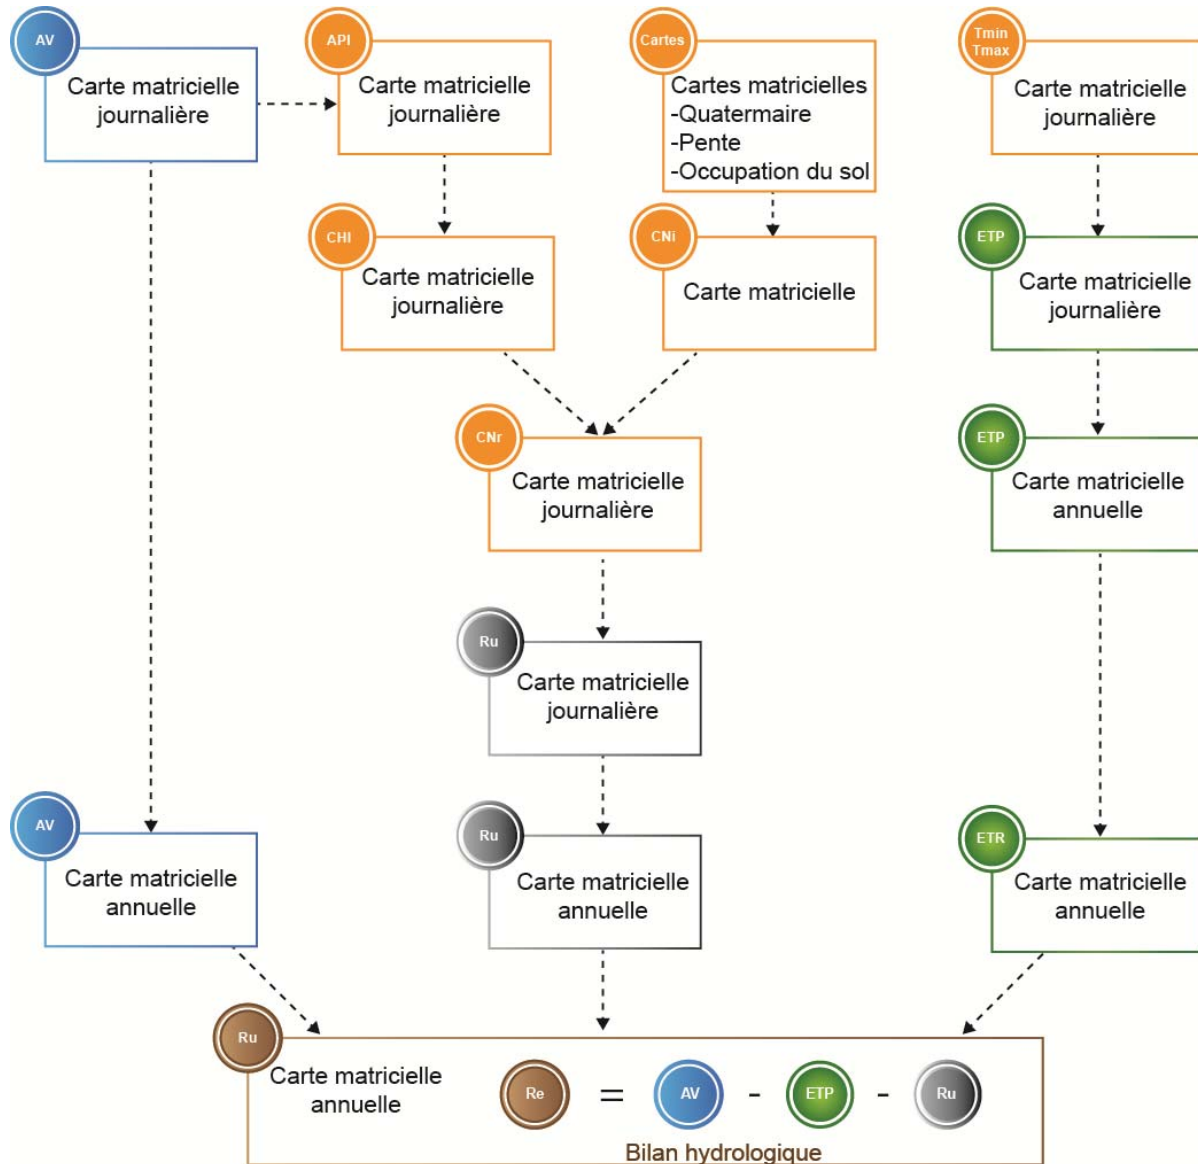 AV
Carte matricielle
journalière
API
Carte matricielle
journalière
Cartes
Cartes matricielles
-Quatermaire
-Pente
-Occupation du sol
Tmin
Tmax
Carte matricielle
journalière
CHI
Carte matricielle
journalière
CNi
Carte matricielle
ETP
Carte matricielle
journalière
CNr
Carte matricielle
journalière
ETP
Carte matricielle
annuelle
Ru
Carte matricielle
journalière
AV
Carte matricielle
annuelle
Ru
Carte matricielle
annuelle
ETR
Carte matricielle
annuelle
Ru
Carte matricielle
annuelle
Re = AV - ETP - Ru
Bilan hydrologique